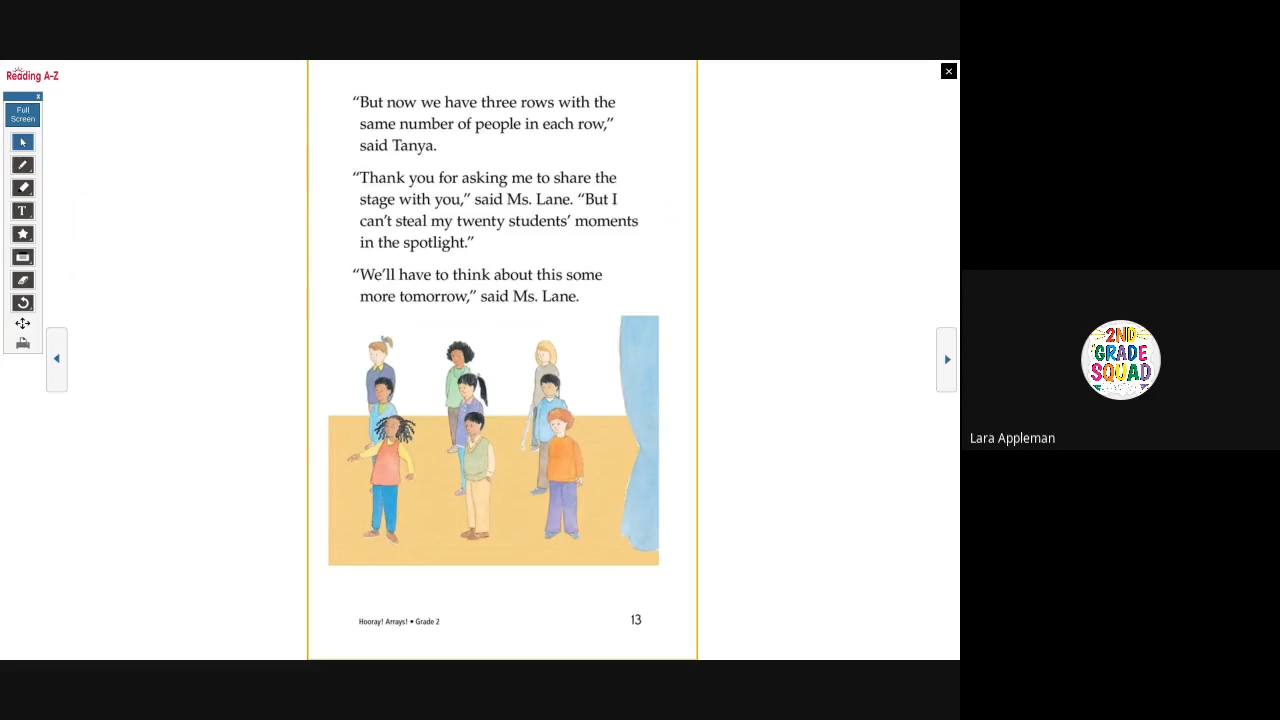 Reading A-Z
x
Full
Screen
T
“But now we have three rows with the
same number of people in each row,”
said Tanya.
“Thank you for asking me to share the
stage with you,” said Ms. Lane. “But I
can’t steal my twenty students’ moments
in the spotlight.”
“We’ll have to think about this some
more tomorrow,” said Ms. Lane.
Hooray! Arrays! • Grade 2
13
2ND
GRADE
SQUAD
Lara Appleman